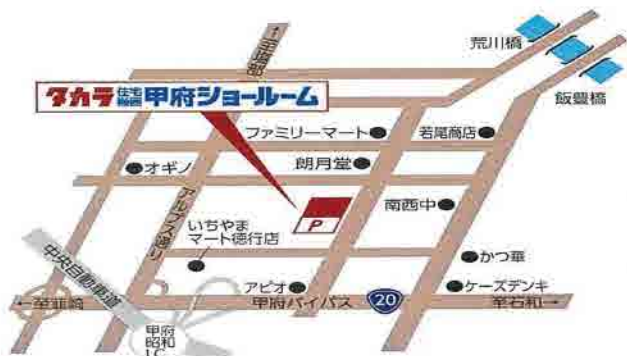 荒川橋
飯豊橋
タカラ住宅設備甲府ショールーム
ファミリーマート
若尾商店
朗月堂
オギノ
アルプス通り
南西中
P
いちやま
マート徳行店
中央自動車道
かつ華
アピオ
ケーズデンキ
←至韮崎
甲府バイパス
20
至石和→
甲府
昭和
I.C.